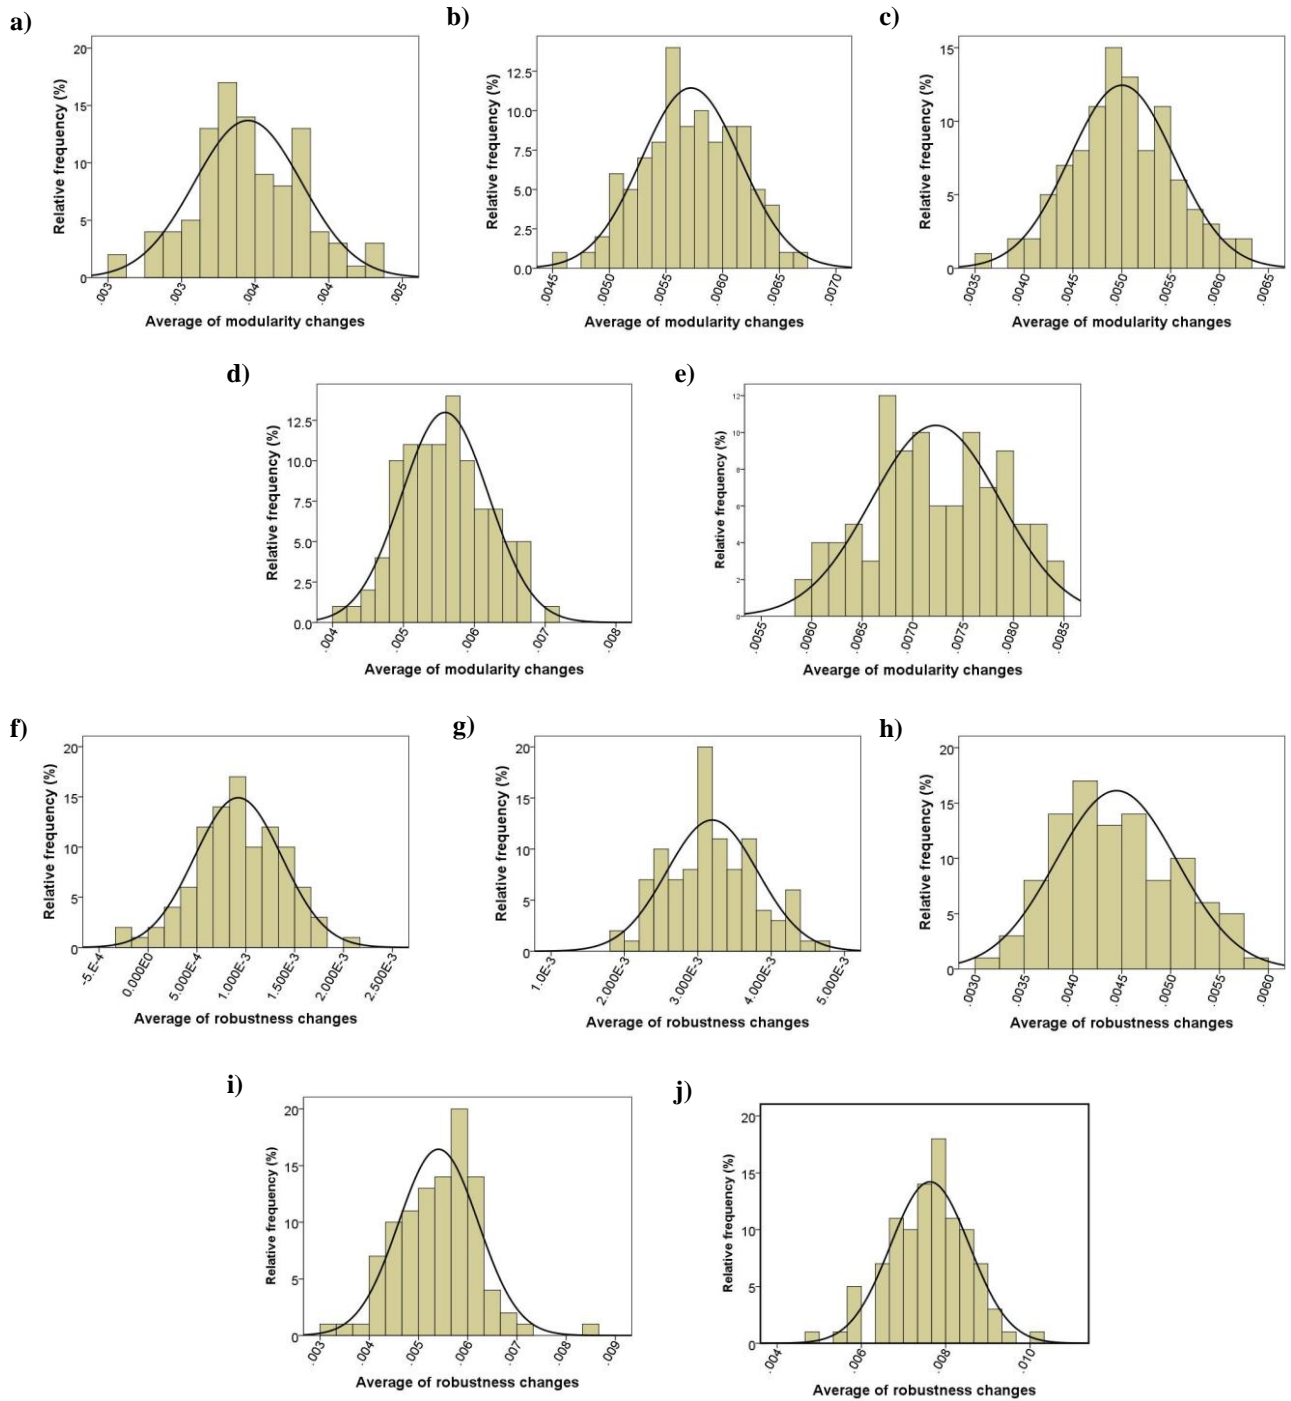 a)
20
15
10
5
0
Relative frequency (%)
.003
.003
.004
.004
.005
Average of modularity changes
b)
12.5
10.0
7.5
5.0
2.5
0.0
Relative frequency (%)
.0045
.0050
.0055
.0060
.0065
.0070
Average of modularity changes
c)
15
10
5
0
Relative frequency (%)
.0035
.0040
.0045
.0050
.0055
.0060
.0065
Average of modularity changes
d)
12.5
10.0
7.5
5.0
2.5
0.0
Relative frequency (%)
.004
.005
.006
.007
.008
Average of modularity changes
e)
12
10
8
6
4
2
0
Relative frequency (%)
.0055
.0060
.0065
.0070
.0075
.0080
.0085
Avearge of modularity changes
f)
20
15
10
5
0
Relative frequency (%)
-5.E-4
0.000E0
5.000E-4
1.000E-3
1.500E-3
2.000E-3
2.500E-3
Average of robustness changes
g)
20
15
10
5
0
Relative frequency (%)
1.0E-3
2.000E-3
3.000E-3
4.000E-3
5.000E-3
Average of robustness changes
h)
20
15
10
5
0
Relative frequency (%)
.0030
.0035
.0040
.0045
.0050
.0055
.0060
Average of robustness changes
i)
20
15
10
5
0
Relative frequency (%)
.003
.004
.005
.006
.007
.008
.009
Average of robustness changes
j)
20
15
10
5
0
Relative frequency (%)
.004
.006
.008
.010
Average of robustness changes